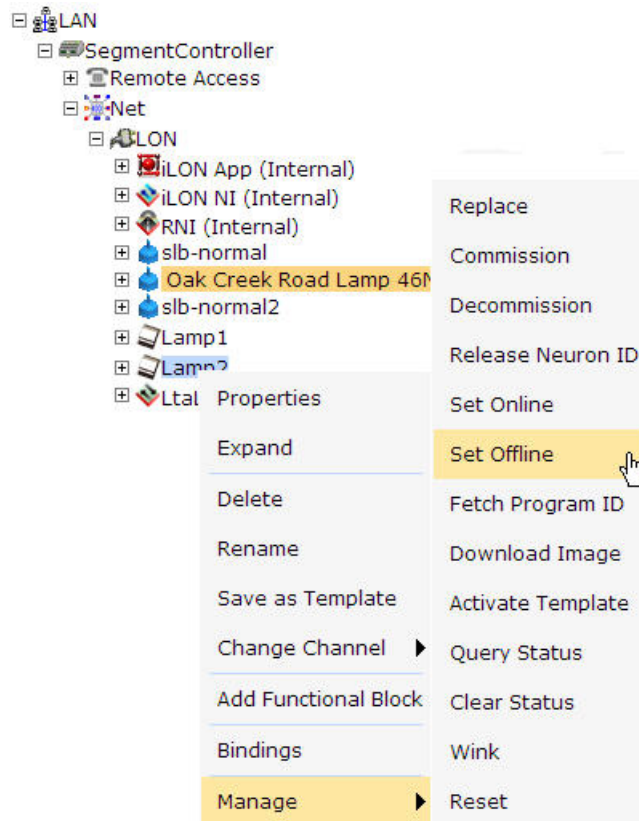 LAN
SegmentController
Remote Access
Net
LON
iLON App (Internal)
iLON NI (Internal)
RNI (Internal)
slb-normal
Oak Creek Road Lamp
slb-normal2
Lamp1
Lamp2
Properties
Expand
Delete
Rename
Save as Template
Change Channel
Add Functional Block
Bindings
Manage
Replace
Commission
Decommission
Release Neuron ID
Set Online
Set Offline
Fetch Program ID
Download Image
Activate Template
Query Status
Clear Status
Wink
Reset